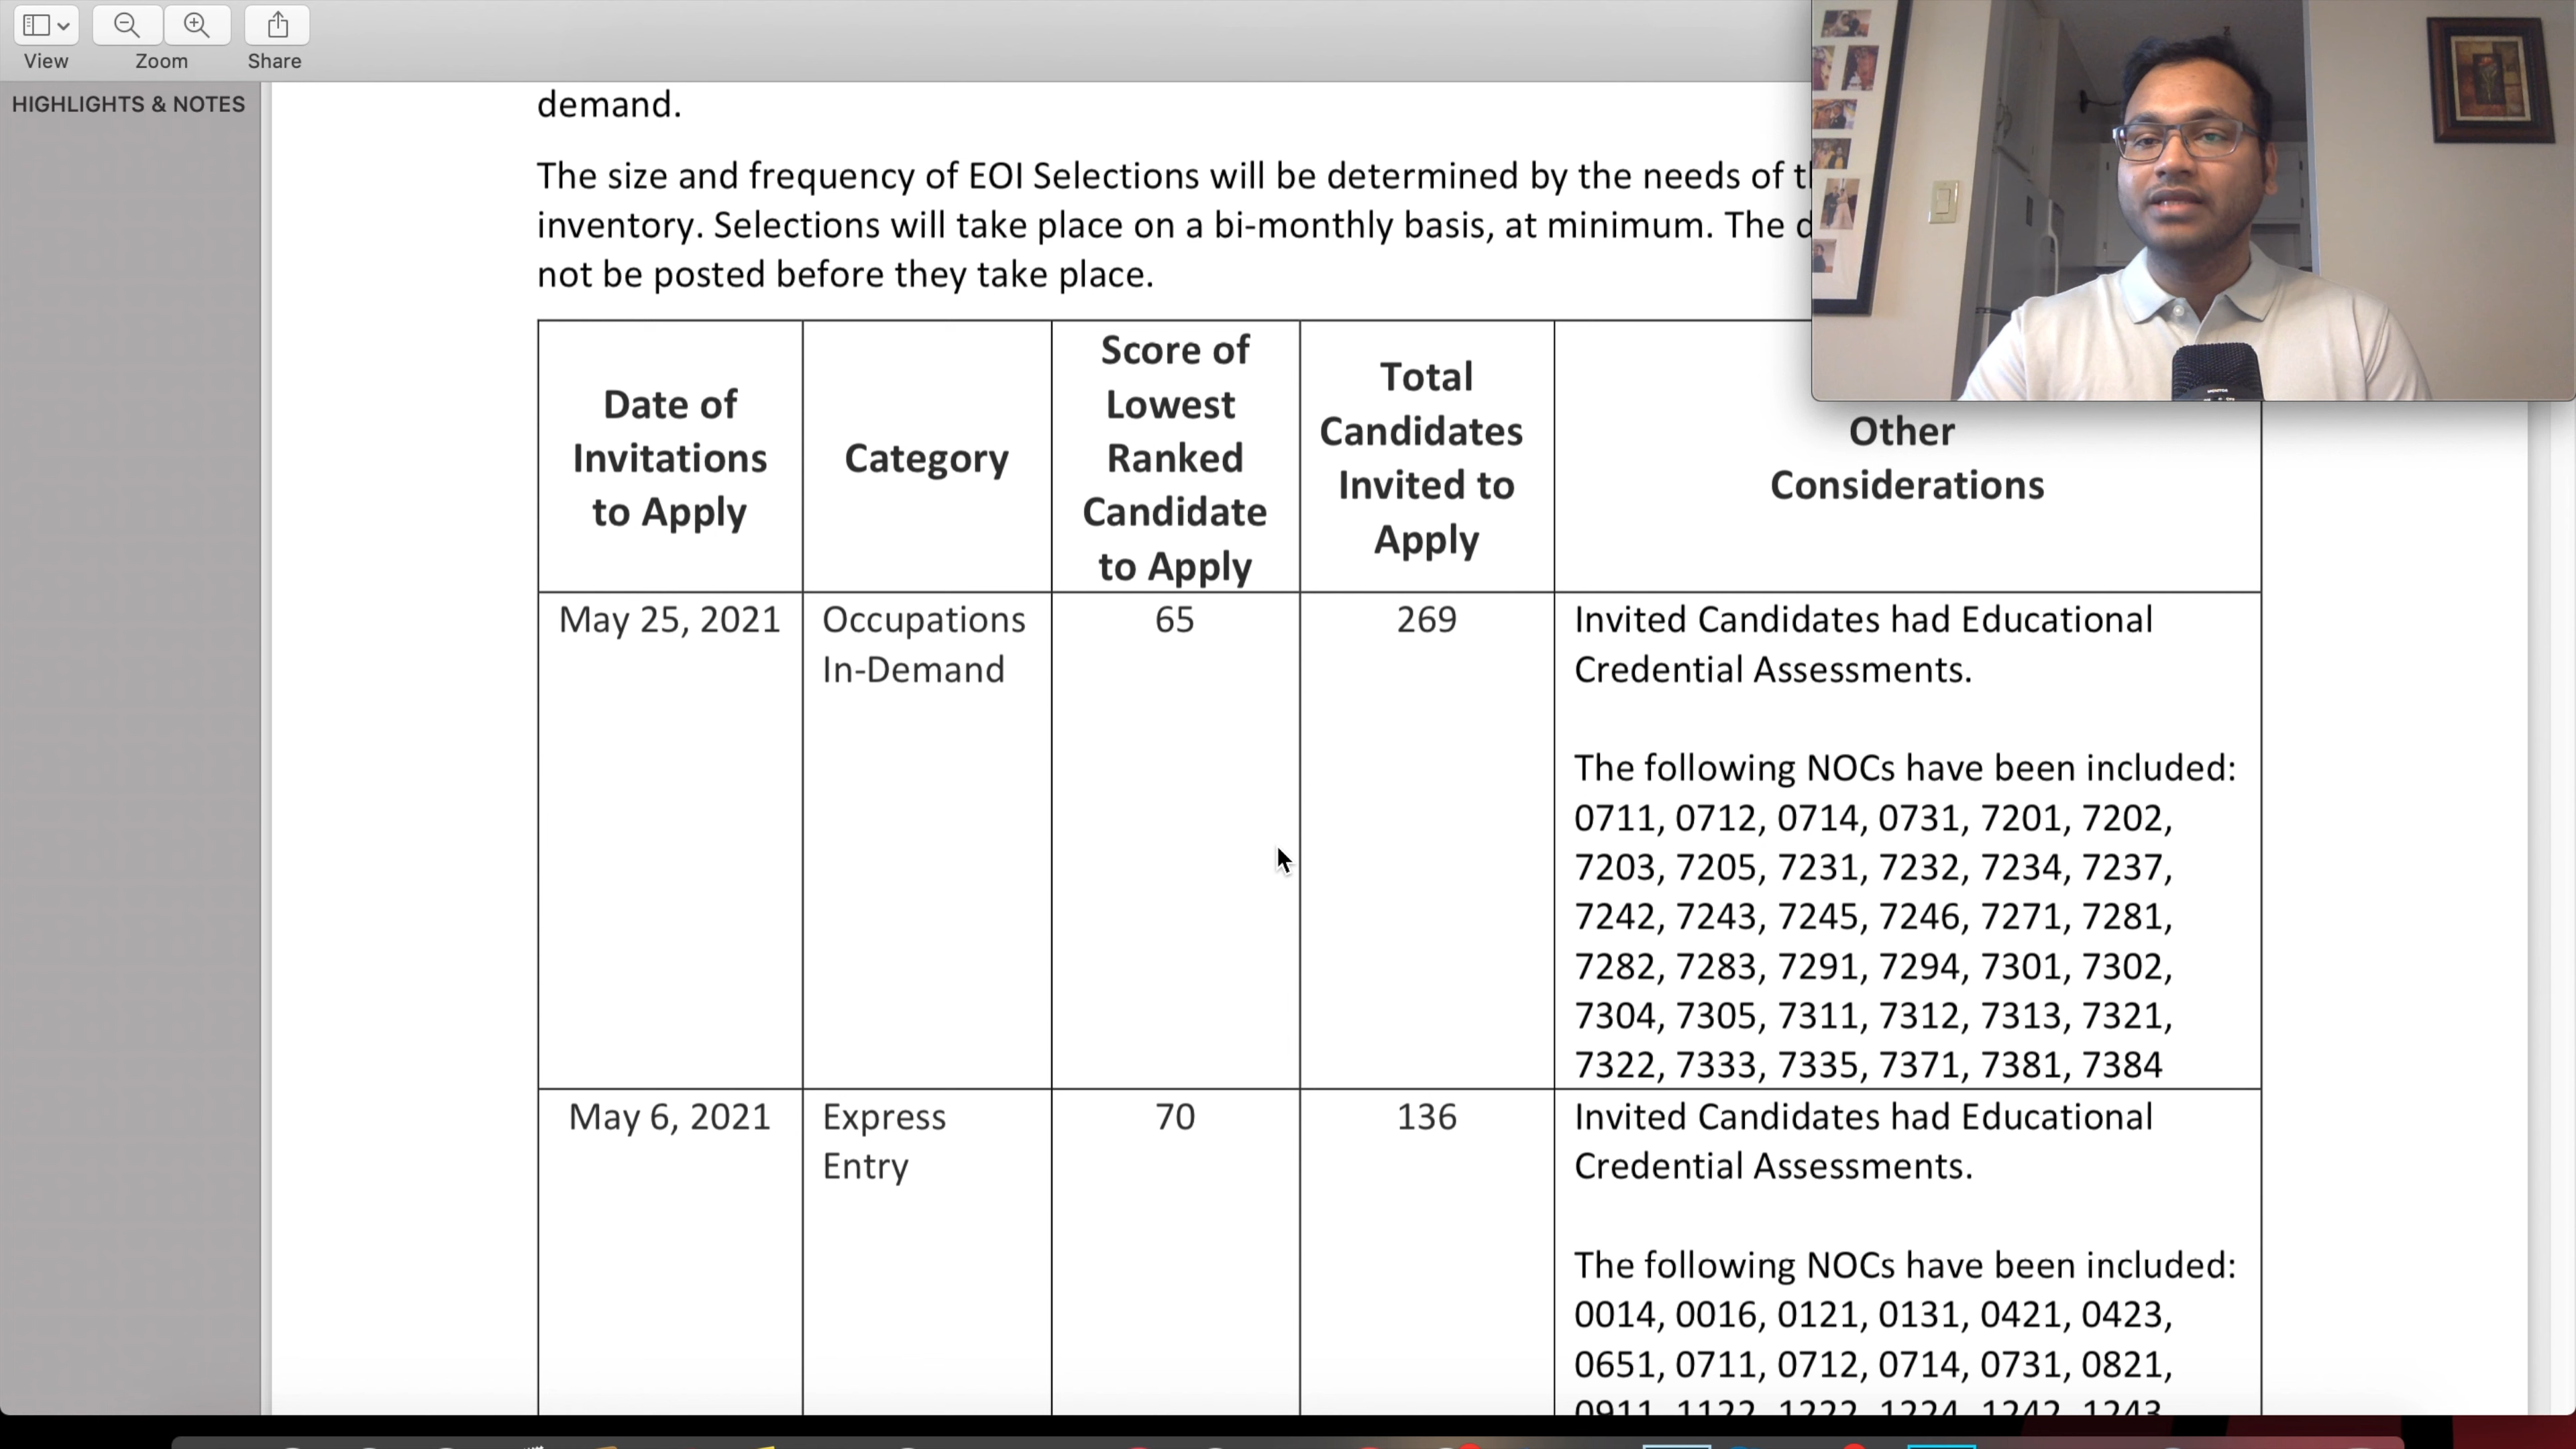 View
Zoom
Share
HIGHLIGHTS & NOTES
demand.
The size and frequency of EOI Selections will be determined by the needs of
inventory. Selections will take place on a bi-monthly basis, at minimum. The
not be posted before they take place.
Date of
Invitations
to Apply
Category
Score of
Lowest
Ranked
Candidate
to Apply
Total
Candidates
Invited to
Apply
Other
Considerations
May 25, 2021
Occupations
In-Demand
65
269
Invited Candidates had Educational
Credential Assessments.
The following NOCs have been included:
0711, 0712, 0714, 0731, 7201, 7202,
7203, 7205, 7231, 7232, 7234, 7237,
7242, 7243, 7245, 7246, 7271, 7281,
7282, 7283, 7291, 7294, 7301, 7302,
7304, 7305, 7311, 7312, 7313, 7321,
7322, 7333, 7335, 7371, 7381, 7384
May 6, 2021
Express
Entry
70
136
Invited Candidates had Educational
Credential Assessments.
The following NOCs have been included:
0014, 0016, 0121, 0131, 0421, 0423,
0651, 0711, 0712, 0714, 0731, 0821,
0911, 1122, 1222, 1224, 1242, 1243